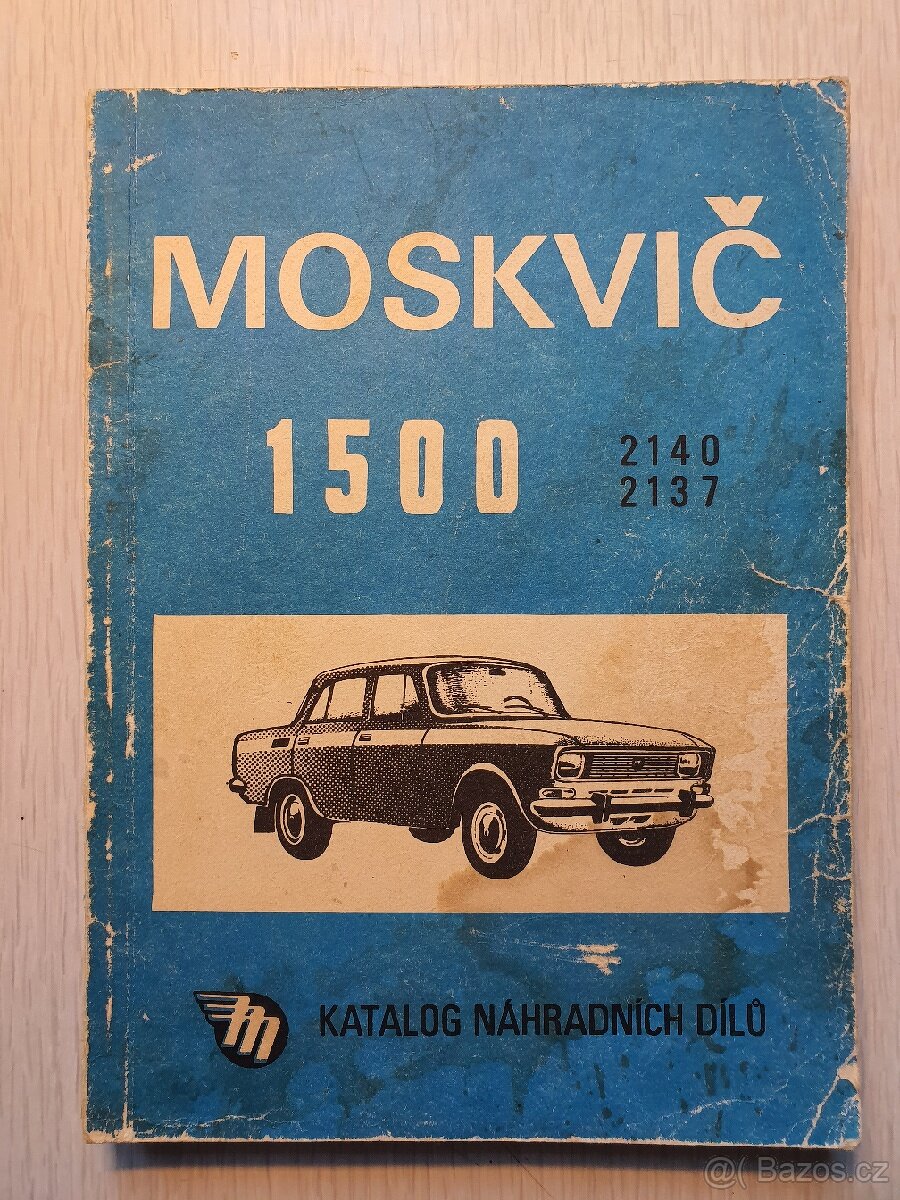 MOSKVIČ
1500
2140
2137
m
KATALOG NÁHRADNÍCH DÍLŮ
@( Bazos.cz